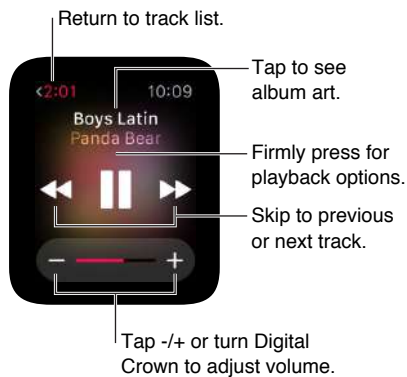 Return to track list.
<2:01 10:09
Boys Latin
Panda Bear
Tap to see
album art.
Firmly press for
playback options.
Skip to previous
or next track.
− +
Tap -/+ or turn Digital
Crown to adjust volume.